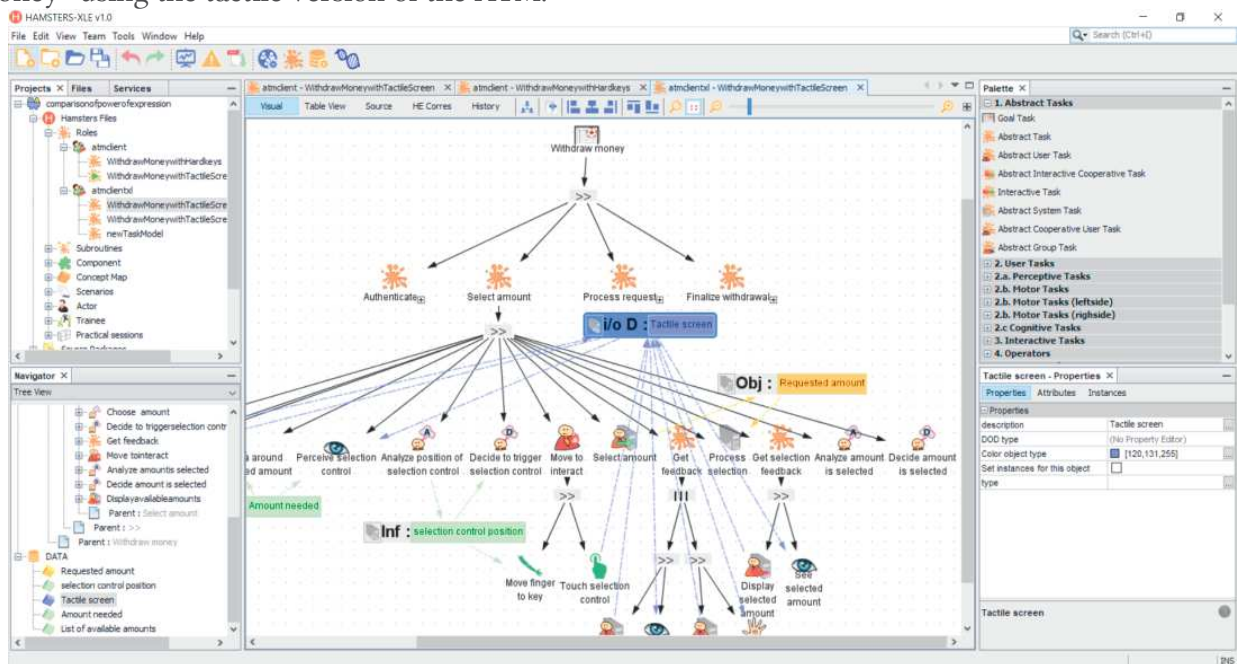 oney" using the tactile version of the ATM.
HAMSTERS-XLE v1.0
File Edit View Team Tools Window Help
Search (Ctrl+I)
Projects Files Services
comparisonofpowerofexpression
Hamsters Files
Roles
atmclient
WithdrawMoneywithHardkeys
WithdrawMoneywithTactileScre
atmclientxl
WithdrawMoneywithTactileScre
WithdrawMoneywithTactileScre
newTaskModel
Subroutines
Component
Concept Map
Scenarios
Actor
Trainee
Practical sessions
Navigator
Tree View
Choose amount
Decide to triggerselection contr
Get feedback
Move tointeract
Analyze amountis selected
Decide amount is selected
Displayavailableamounts
Parent : Select amount
Parent : >>
Parent : Withdraw money
DATA
Requested amount
selection control position
Tactile screen
Amount needed
List of available amounts
atmclient - WithdrawMoneywithTactileScreen
atmclient - WithdrawMoneywithHardkeys
atmclientxl - WithdrawMoneywithTactileScreen
Visual Table View Source HE Corres History
Withdraw money
>>
Authenticate Select amount Process request Finalize withdrawal
>>
i/o D : Tactile screen
Obj : Requested amount
A D A D
a around
ed amount
Perceive selection
control
Analyze position of
selection control
Decide to trigger
selection control
Move to
interact
Select amount
Get
feedback
Process
selection
Get selection
feedback
Analyze amount
is selected
Decide amount
is selected
Amount needed
>> ||| >>
Inf : selection control position
>> >>
Move finger
to key
Touch selection
control
Display
selected
amount
See
selected
amount
Palette
1. Abstract Tasks
Goal Task
Abstract Task
Abstract User Task
Abstract Interactive Cooperative Task
Interactive Task
Abstract System Task
Abstract Cooperative User Task
Abstract Group Task
2. User Tasks
2.a. Perceptive Tasks
2.b. Motor Tasks
2.b. Motor Tasks (leftside)
2.b. Motor Tasks (righside)
2.c Cognitive Tasks
3. Interactive Tasks
4. Operators
Tactile screen - Properties
Properties Attributes Instances
Properties
description Tactile screen
DOD type (No Property Editor)
Color object type [120,131,255]
Set instances for this object
type
Tactile screen
INS